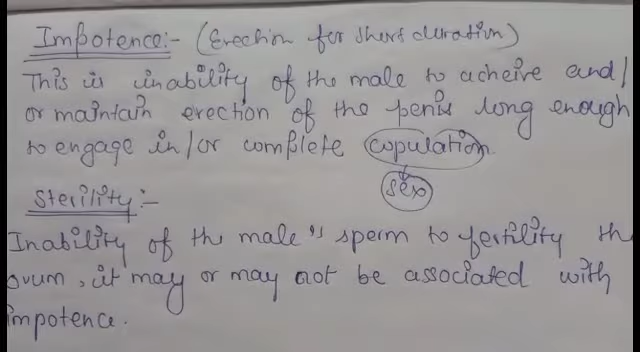 Impotence:- (Erection for short duration)
This is inability of the male to acheive and/
or maintain erection of the penis long enough
to engage in/or complete copulation.
sex
Sterility:-
Inability of the male's sperm to fertility the
ovum, it may or may not be associated with
impotence.